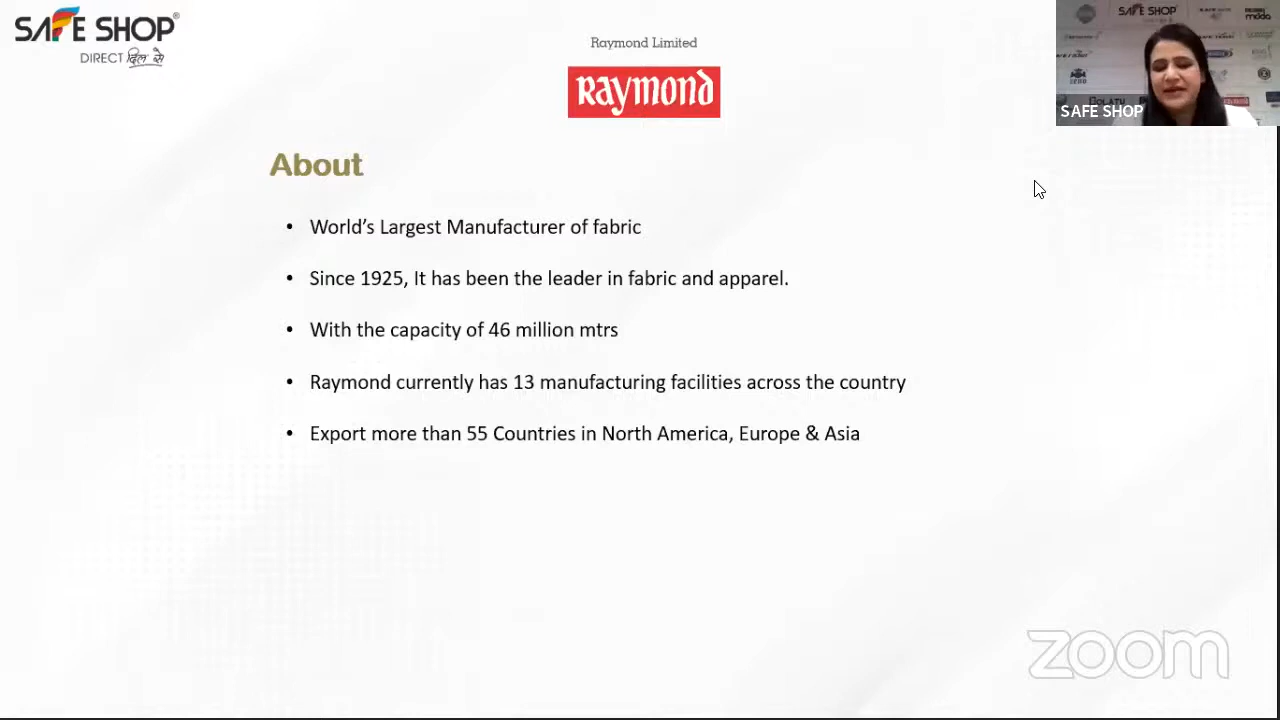 SAFE SHOP®
DIRECT दिल से
Raymond Limited
Raymond
SAFE SHOP
SAFE SHOP
About
• World’s Largest Manufacturer of fabric
• Since 1925, It has been the leader in fabric and apparel.
• With the capacity of 46 million mtrs
• Raymond currently has 13 manufacturing facilities across the country
• Export more than 55 Countries in North America, Europe & Asia
zoom